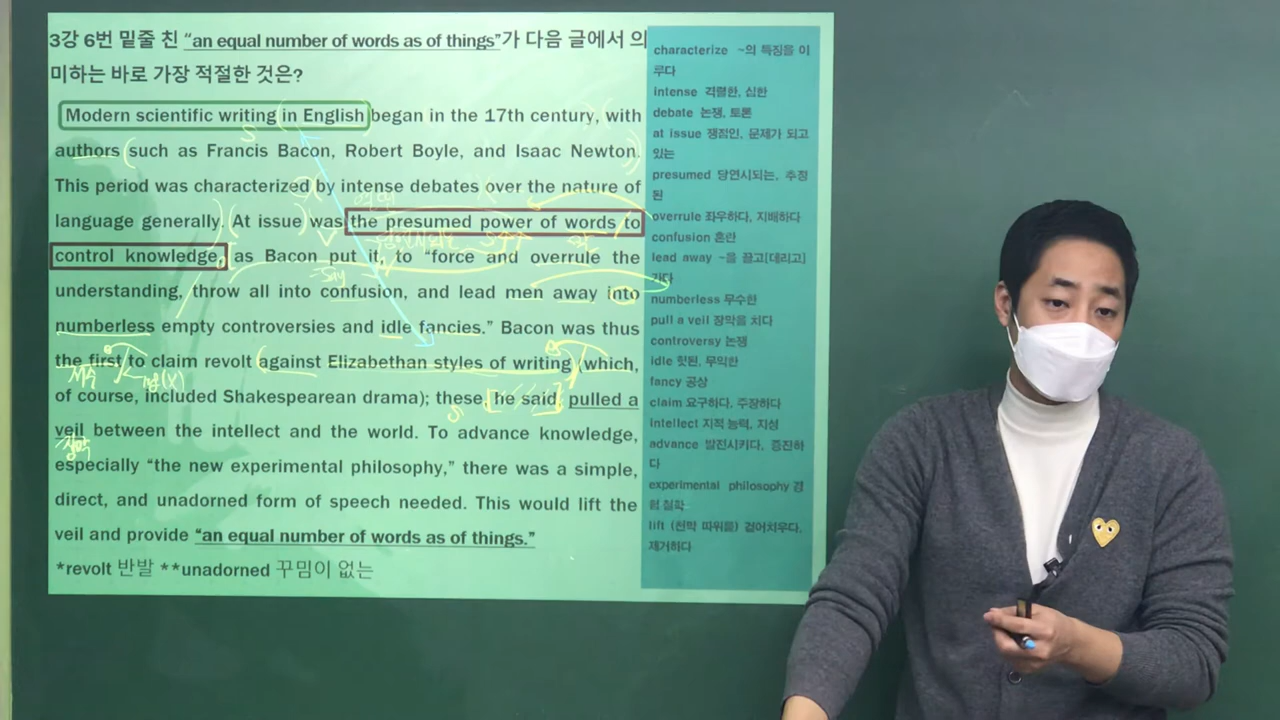 3강 6번 밑줄 친 “an equal number of words as of things”가 다음 글에서 의
미하는 바로 가장 적절한 것은?
Modern scientific writing in English began in the 17th century, with
authors such as Francis Bacon, Robert Boyle, and Isaac Newton.
This period was characterized by intense debates over the nature of
language generally. At issue was the presumed power of words to
control knowledge, as Bacon put it, to “force and overrule the
understanding, throw all into confusion, and lead men away into
numberless empty controversies and idle fancies.” Bacon was thus
the first to claim revolt against Elizabethan styles of writing (which,
of course, included Shakespearean drama); these, he said, pulled a
veil between the intellect and the world. To advance knowledge,
especially “the new experimental philosophy,” there was a simple,
direct, and unadorned form of speech needed. This would lift the
veil and provide “an equal number of words as of things.”
*revolt 반발 **unadorned 꾸밈이 없는
characterize ~의 특징을 이
루다
intense 격렬한, 심한
debate 논쟁, 토론
at issue 쟁점인, 문제가 되고
있는
presumed 당연시되는, 추정
된
overrule 좌우하다, 지배하다
confusion 혼란
lead away ~을 끌고[데리고]
가다
numberless 무수한
pull a veil 장막을 치다
controversy 논쟁
idle 헛된, 무익한
fancy 공상
claim 요구하다, 주장하다
intellect 지적 능력, 지성
advance 발전시키다, 증진하
다
experimental philosophy 경
험 철학
lift (천막 따위를) 걷어치우다,
제거하다
say
S
장막